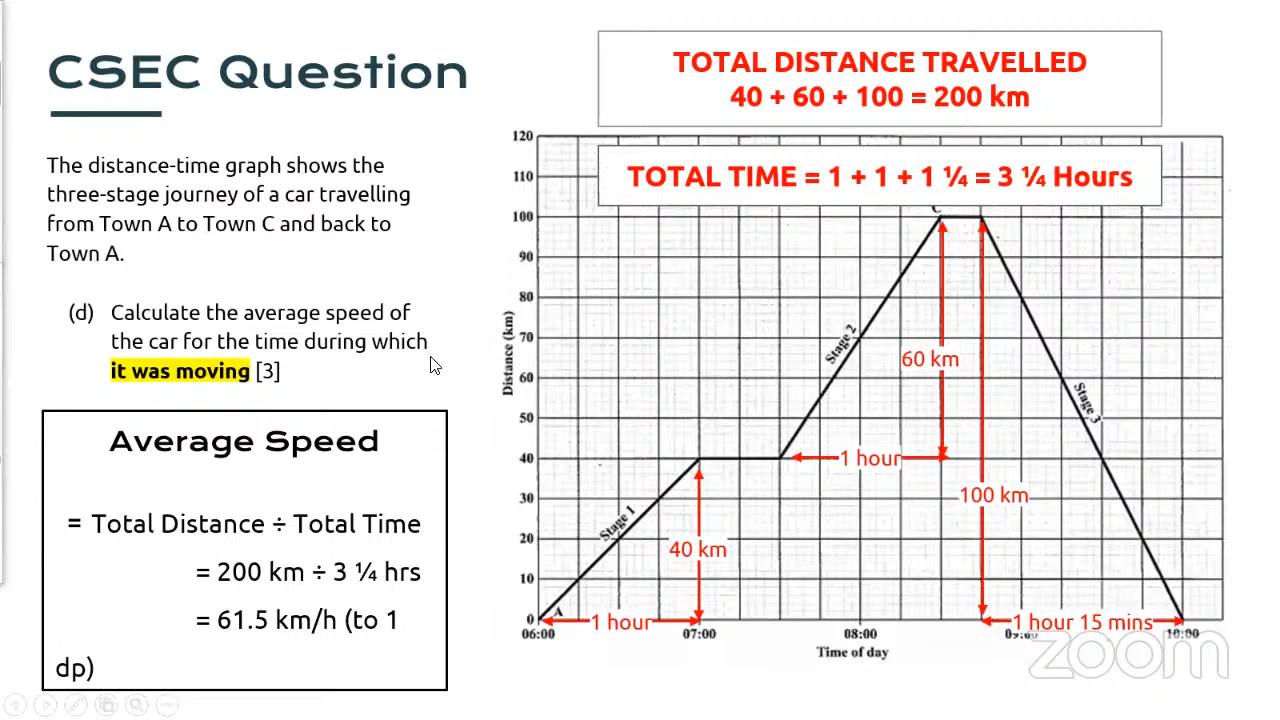 CSEC Question
The distance-time graph shows the
three-stage journey of a car travelling
from Town A to Town C and back to
Town A.
(d) Calculate the average speed of
the car for the time during which
it was moving [3]
Average Speed
= Total Distance ÷ Total Time
= 200 km ÷ 3 ¼ hrs
= 61.5 km/h (to 1
dp)
TOTAL DISTANCE TRAVELLED
40 + 60 + 100 = 200 km
TOTAL TIME = 1 + 1 + 1 ¼ = 3 ¼ Hours
120
110
100
90
80
70
60
50
40
30
20
10
0
Distance (km)
C
Stage 2
60 km
Stage 3
1 hour
100 km
Stage 1
40 km
A
1 hour
1 hour 15 mins
06:00 07:00 08:00 09:00 10:00
Time of day
zoom